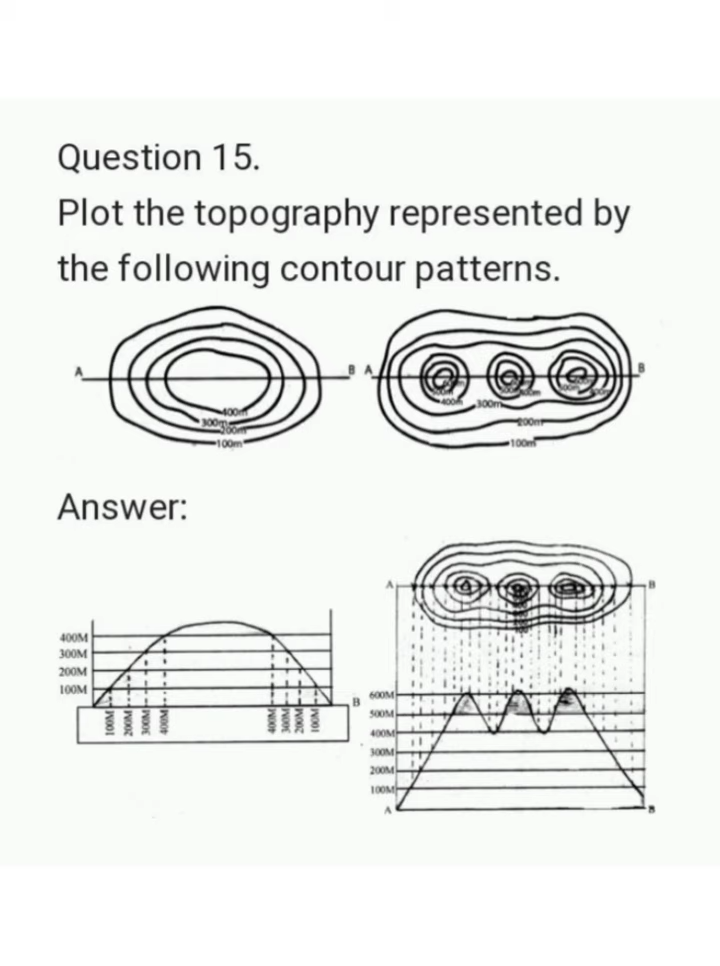 Question 15.
Plot the topography represented by
the following contour patterns.
A B A B
400m
300m
200m
100m
400m 300m
200m
100m
Answer:
A B
400M
300M
200M
100M
B
100M 200M 300M 400M 400M 300M 200M 100M
600M
500M
400M
300M
200M
100M
A B